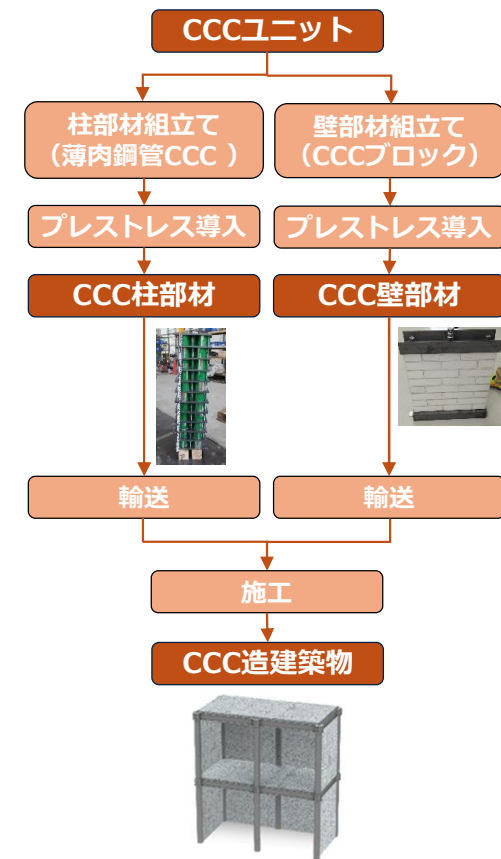 CCCユニット
柱部材組立て
（薄肉鋼管CCC ）
壁部材組立て
（CCCブロック）
プレストレス導入
プレストレス導入
CCC柱部材
CCC壁部材
輸送
輸送
施工
CCC造建築物